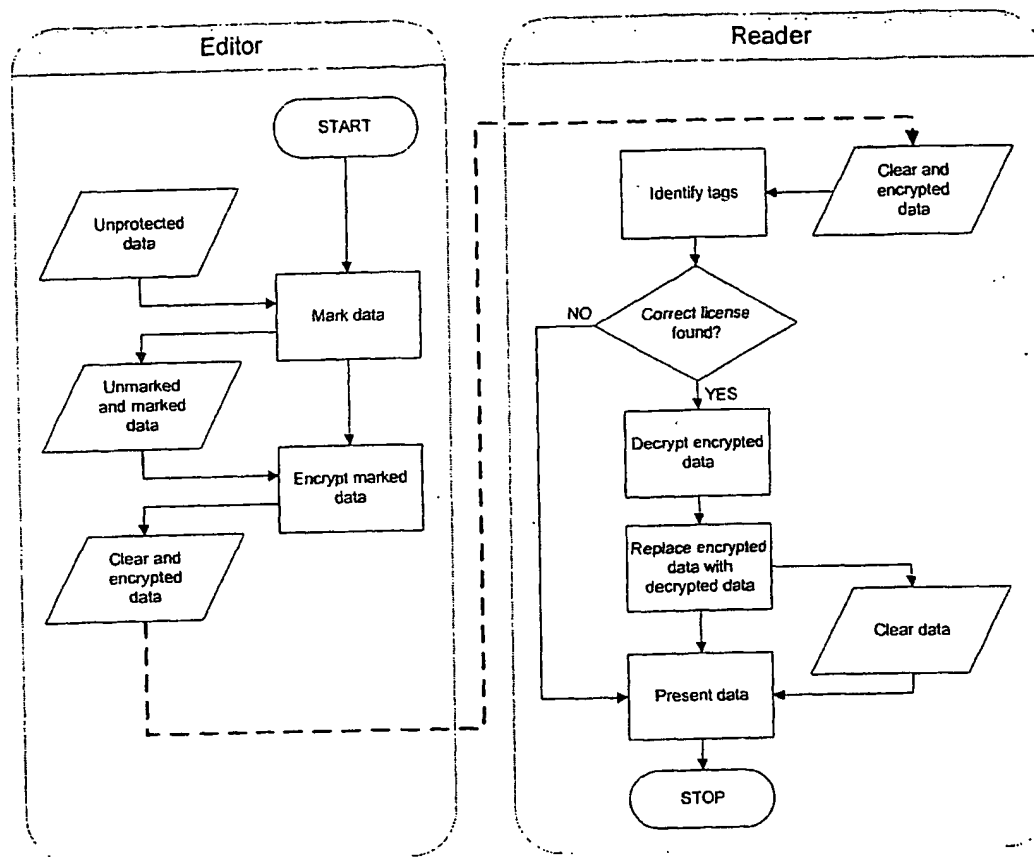 Editor
START
Unprotected
data
Mark data
Unmarked
and marked
data
Encrypt marked
data
Clear and
encrypted
data
Reader
Clear and
encrypted
data
Identify tags
Correct license
found?
NO
YES
Decrypt encrypted
data
Replace encrypted
data with
decrypted data
Clear data
Present data
STOP